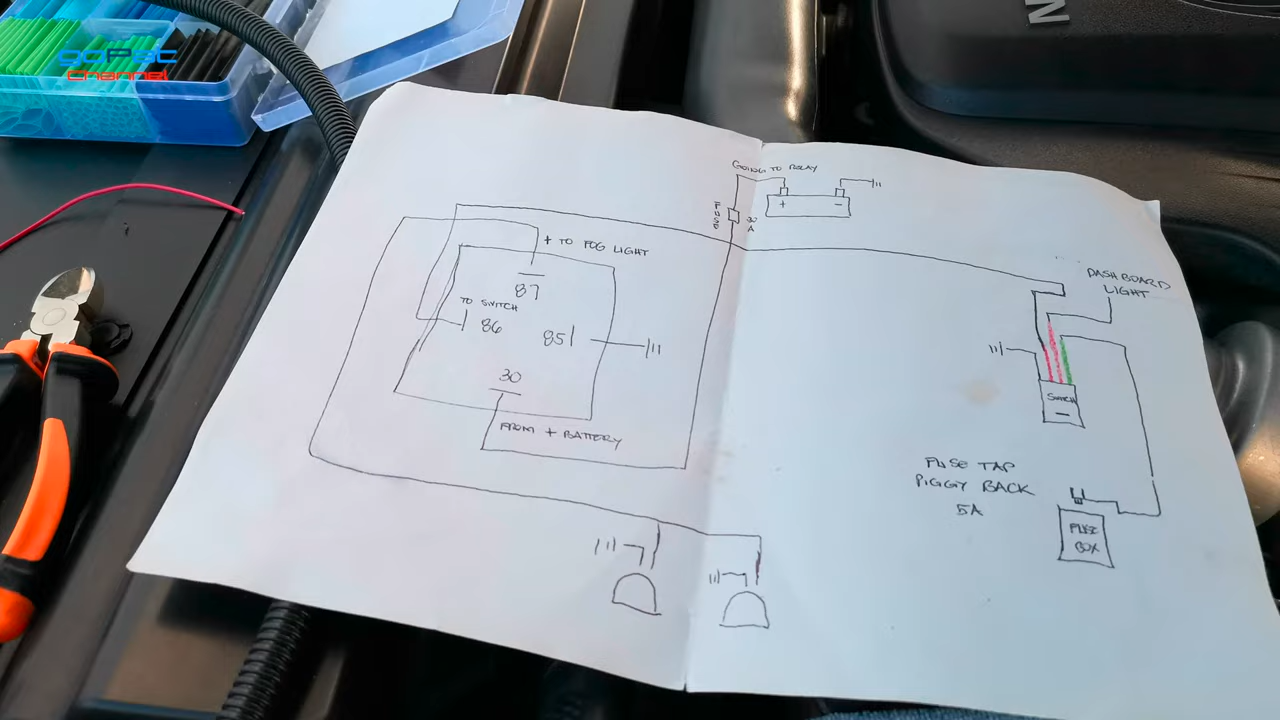 goPat
Channel
N
GOING TO RELAY
+
-
FUSE
30 A
+ TO FOG LIGHT
87
TO SWITCH
86
85
30
FROM + BATTERY
DASHBOARD
LIGHT
SWITCH
FUSE TAP
PIGGY BACK
5A
FUSE
BOX